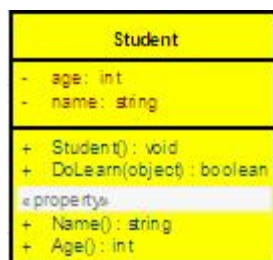 Student
- age: int
- name: string
+ Student() : void
+ DoLearn(object) : boolean
«property»
+ Name() : string
+ Age() : int